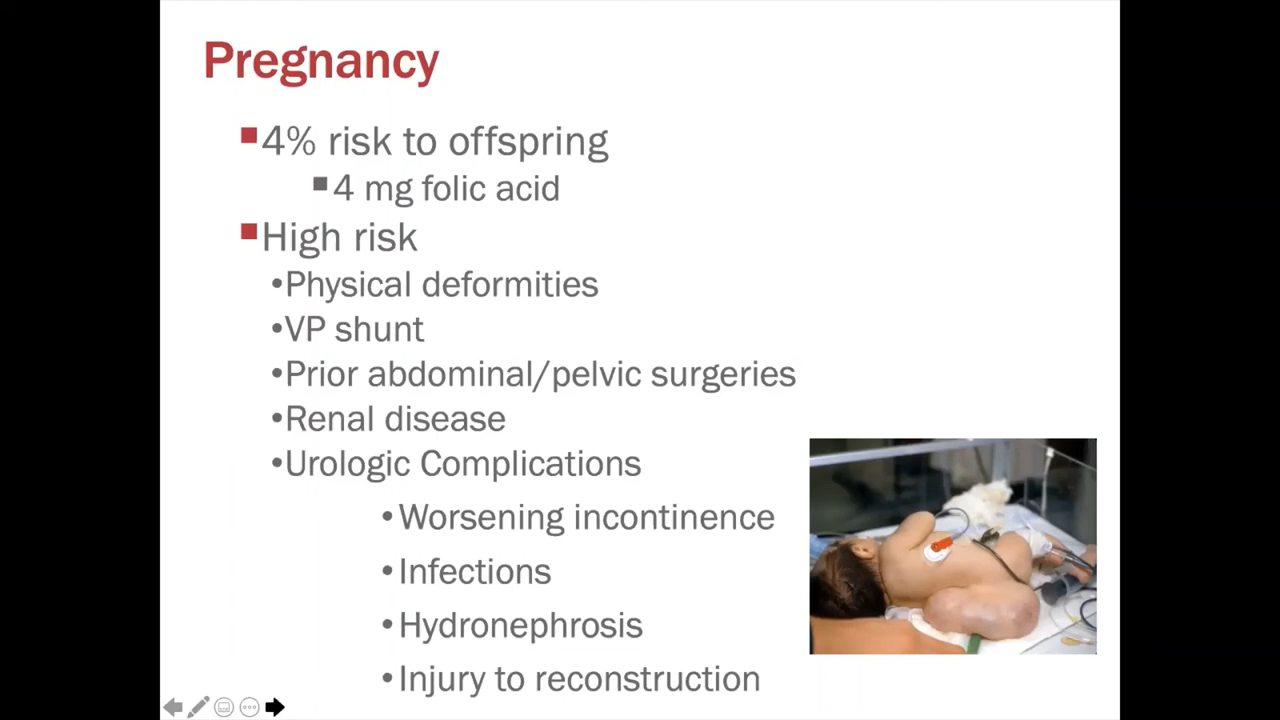 Pregnancy
4% risk to offspring
4 mg folic acid
High risk
Physical deformities
VP shunt
Prior abdominal/pelvic surgeries
Renal disease
Urologic Complications
Worsening incontinence
Infections
Hydronephrosis
Injury to reconstruction